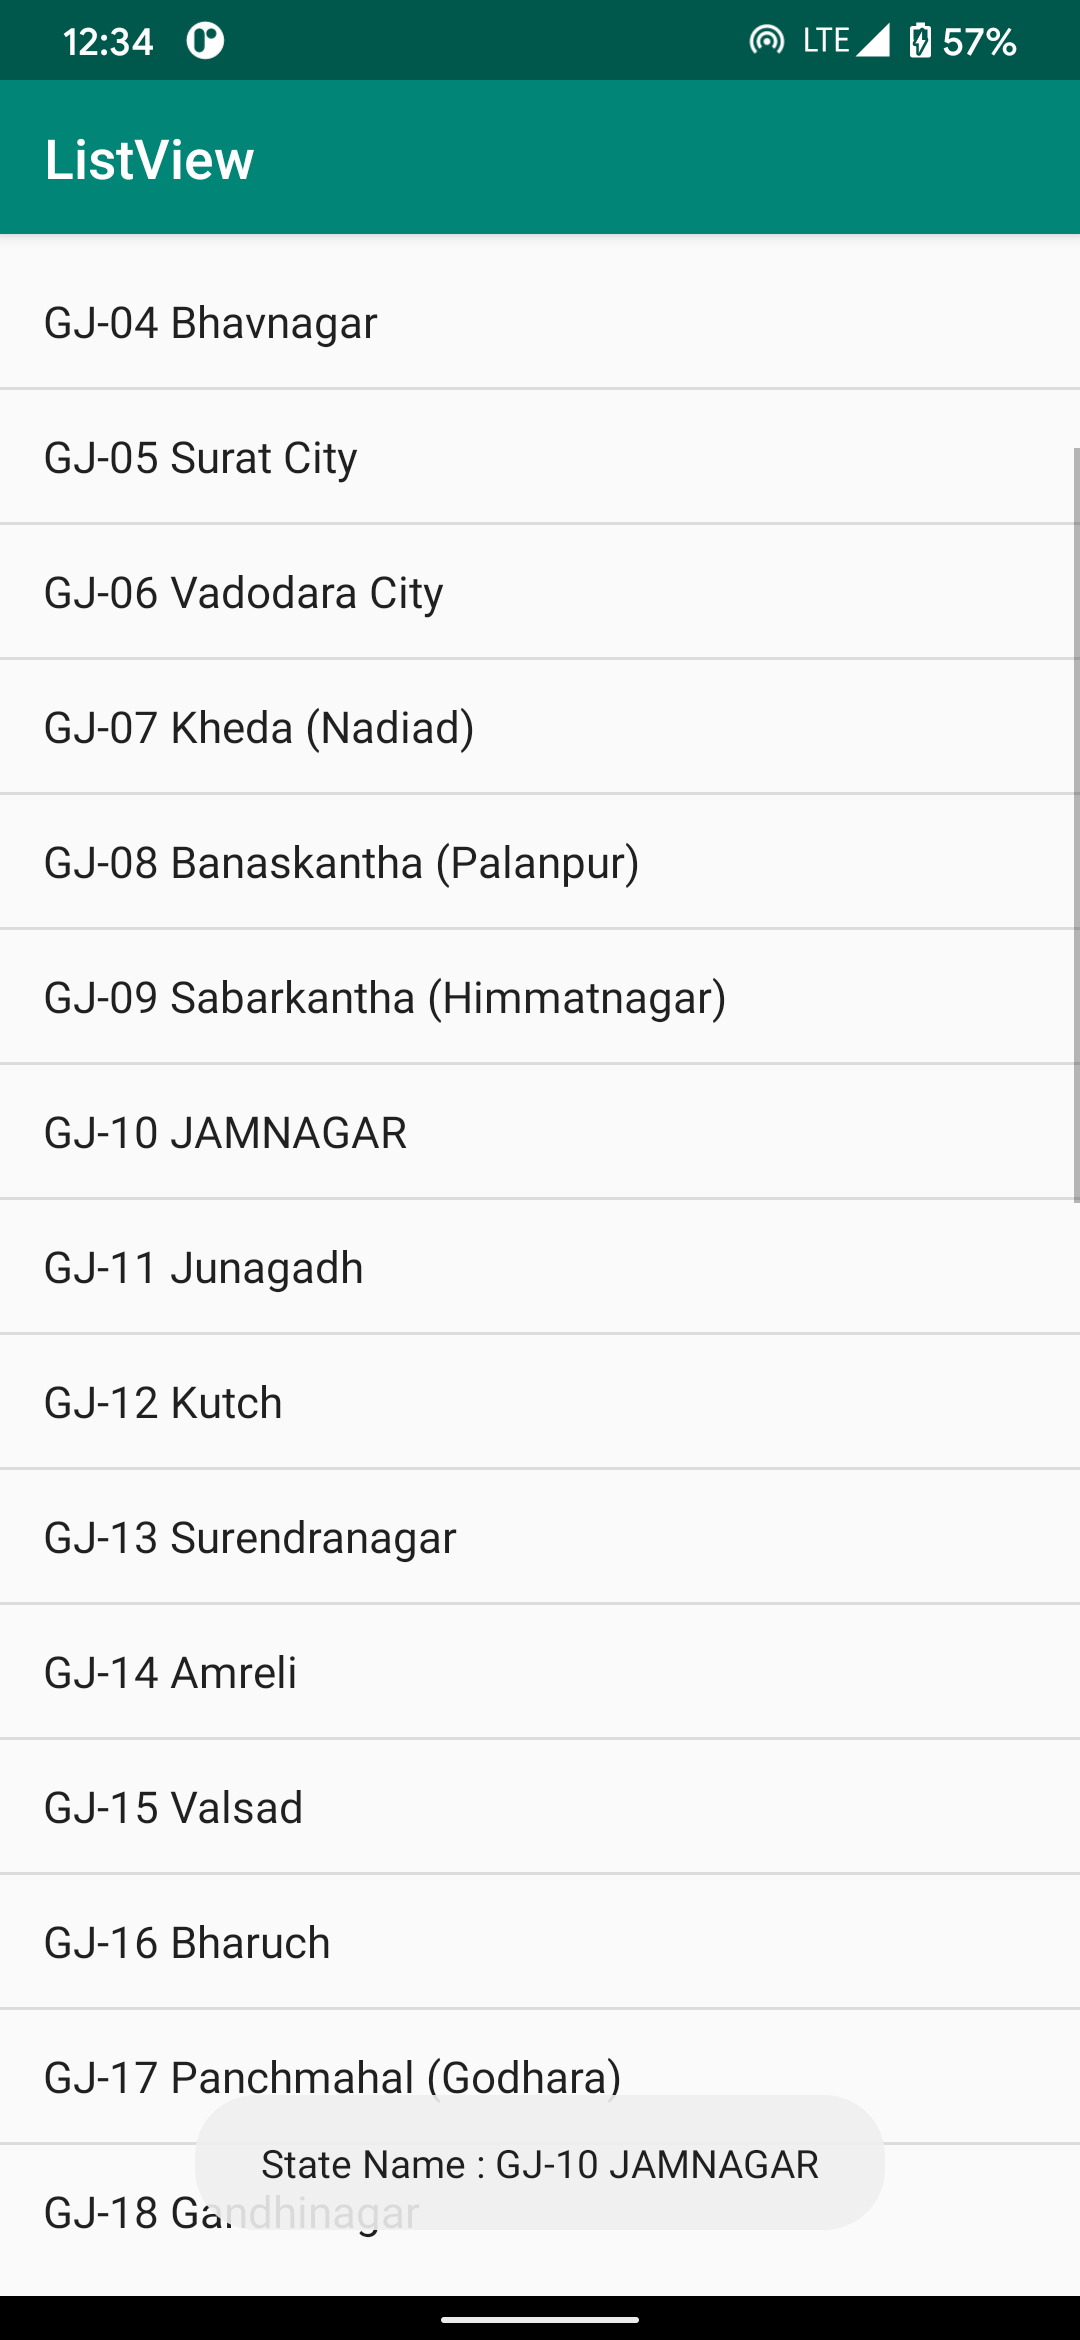 12:34 LTE 57%
ListView
GJ-04 Bhavnagar
GJ-05 Surat City
GJ-06 Vadodara City
GJ-07 Kheda (Nadiad)
GJ-08 Banaskantha (Palanpur)
GJ-09 Sabarkantha (Himmatnagar)
GJ-10 JAMNAGAR
GJ-11 Junagadh
GJ-12 Kutch
GJ-13 Surendranagar
GJ-14 Amreli
GJ-15 Valsad
GJ-16 Bharuch
GJ-17 Panchmahal (Godhara)
State Name : GJ-10 JAMNAGAR
GJ-18 Gandhinagar